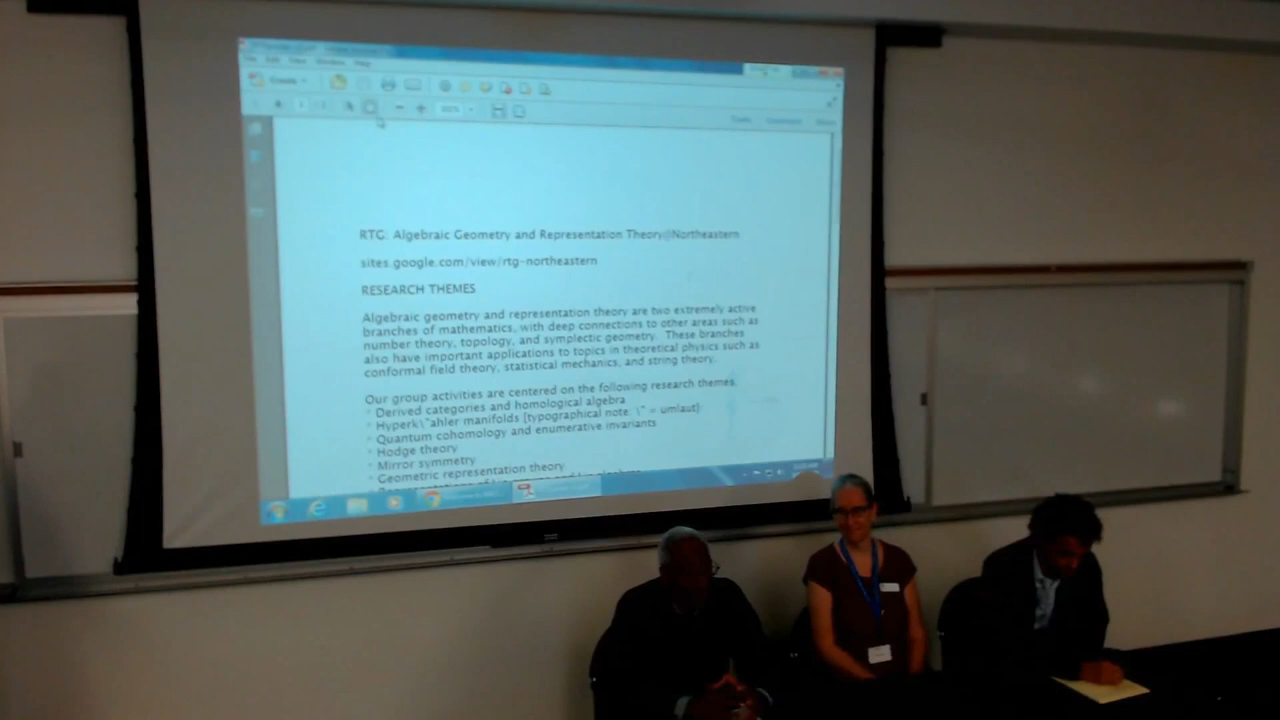 RTG: Algebraic Geometry and Representation Theory@Northeastern
sites.google.com/view/rtg-northeastern
RESEARCH THEMES
Algebraic geometry and representation theory are two extremely active
branches of mathematics, with deep connections to other areas such as
number theory, topology, and symplectic geometry. These branches
also have important applications to topics in theoretical physics such as
conformal field theory, statistical mechanics, and string theory.
Our group activities are centered on the following research themes.
* Derived categories and homological algebra
* Hyperk\"ahler manifolds (typographical note: \" = umlaut)
* Quantum cohomology and enumerative invariants
* Hodge theory
* Mirror symmetry
* Geometric representation theory